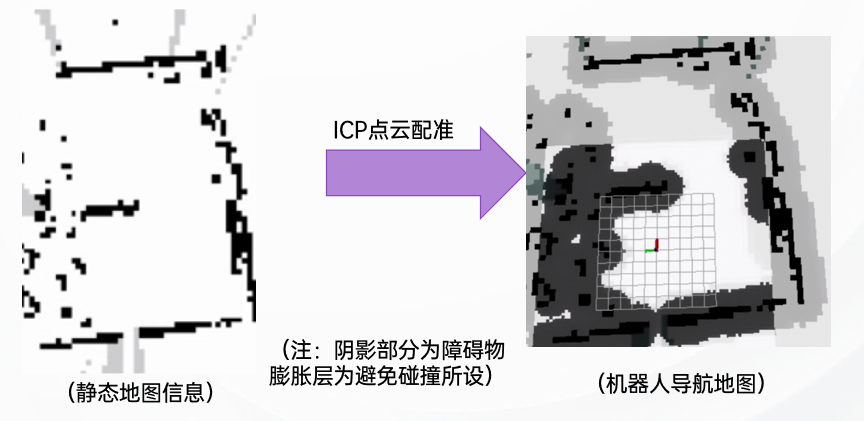 ICP点云配准
（注：阴影部分为障碍物
膨胀层为避免碰撞所设）
（静态地图信息）
（机器人导航地图）